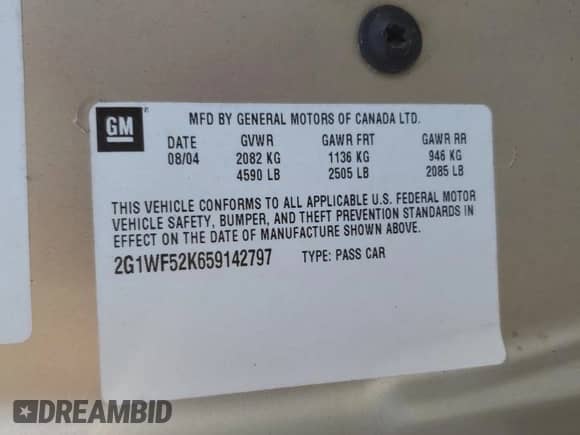 GM
MFD BY GENERAL MOTORS OF CANADA LTD.
DATE GVWR GAWR FRT GAWR RR
08/04 2082 KG 1136 KG 946 KG
4590 LB 2505 LB 2085 LB
THIS VEHICLE CONFORMS TO ALL APPLICABLE U.S. FEDERAL MOTOR
VEHICLE SAFETY, BUMPER, AND THEFT PREVENTION STANDARDS IN
EFFECT ON THE DATE OF MANUFACTURE SHOWN ABOVE.
2G1WF52K659142797 TYPE: PASS CAR
DREAMBID